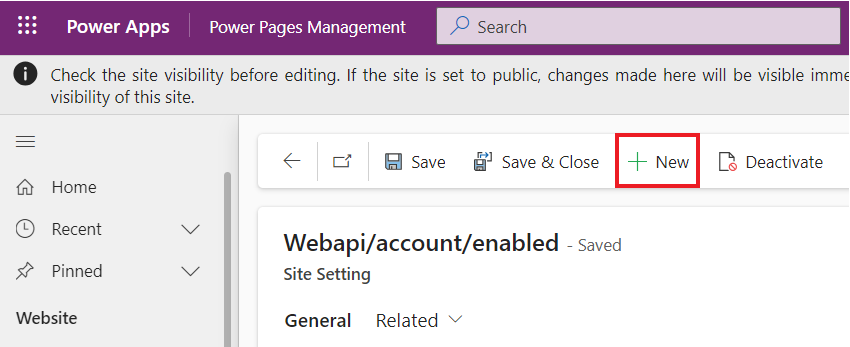 Power Apps Power Pages Management Search
Check the site visibility before editing. If the site is set to public, changes made here will be visible imme
visibility of this site.
Save Save & Close New Deactivate
Home
Recent
Pinned
Website
Webapi/account/enabled - Saved
Site Setting
General Related